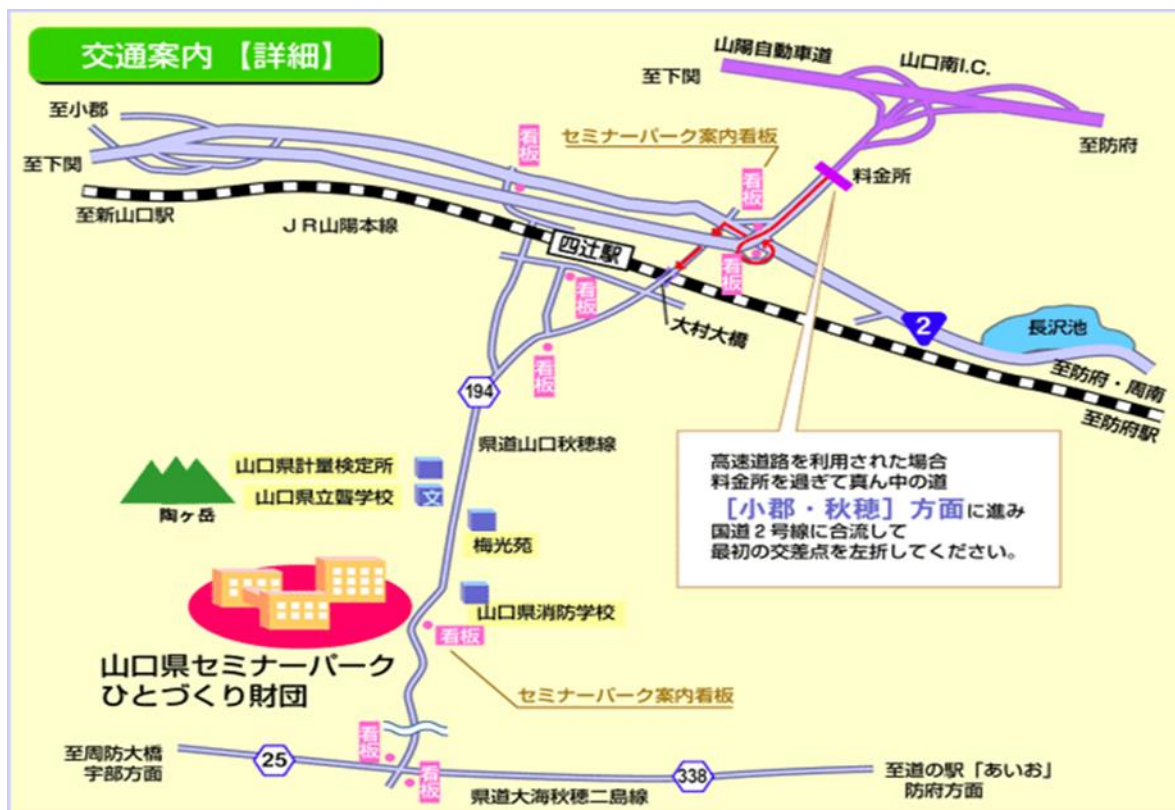 交通案内【詳細】
山陽自動車道
山口南I.C.
至下関
至防府
至小郡
至下関
至新山口駅
JR山陽本線
看板
セミナーパーク案内看板
看板
料金所
四辻駅
看板
看板
大村大橋
2
長沢池
至防府・周南
至防府駅
看板
194
県道山口秋穂線
高速道路を利用された場合
料金所を過ぎて真ん中の道
[小郡・秋穂]方面に進み
国道2号線に合流して
最初の交差点を左折してください。
山口県計量検定所
山口県立聾学校
文
陶ヶ岳
梅光苑
山口県消防学校
看板
山口県セミナーパーク
ひとづくり財団
セミナーパーク案内看板
至周防大橋
宇部方面
25
看板
看板
県道大海秋穂二島線
338
至道の駅「あいお」
防府方面